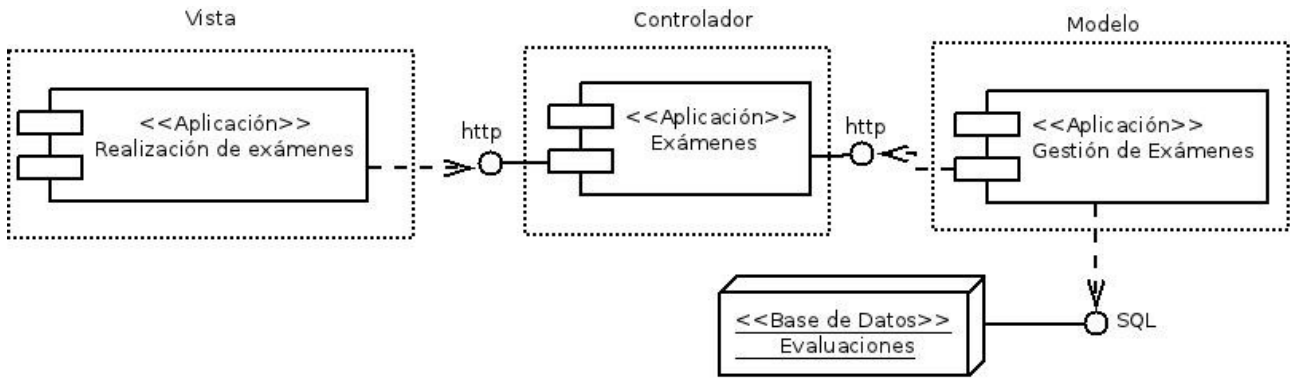 Vista
Controlador
Modelo
<<Aplicación>>
Realización de exámenes
http
<<Aplicación>>
Exámenes
http
<<Aplicación>>
Gestión de Exámenes
<<Base de Datos>>
Evaluaciones
SQL